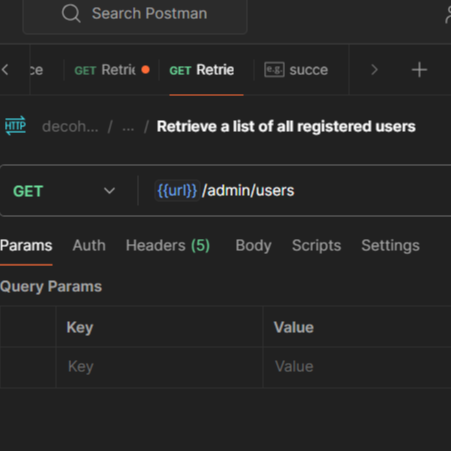 Search Postman
ce GET Retri GET Retrie e.g. succe
HTTP decoh... / ... / Retrieve a list of all registered users
GET {{url}}/admin/users
Params Auth Headers (5) Body Scripts Settings
Query Params
Key Value
Key Value